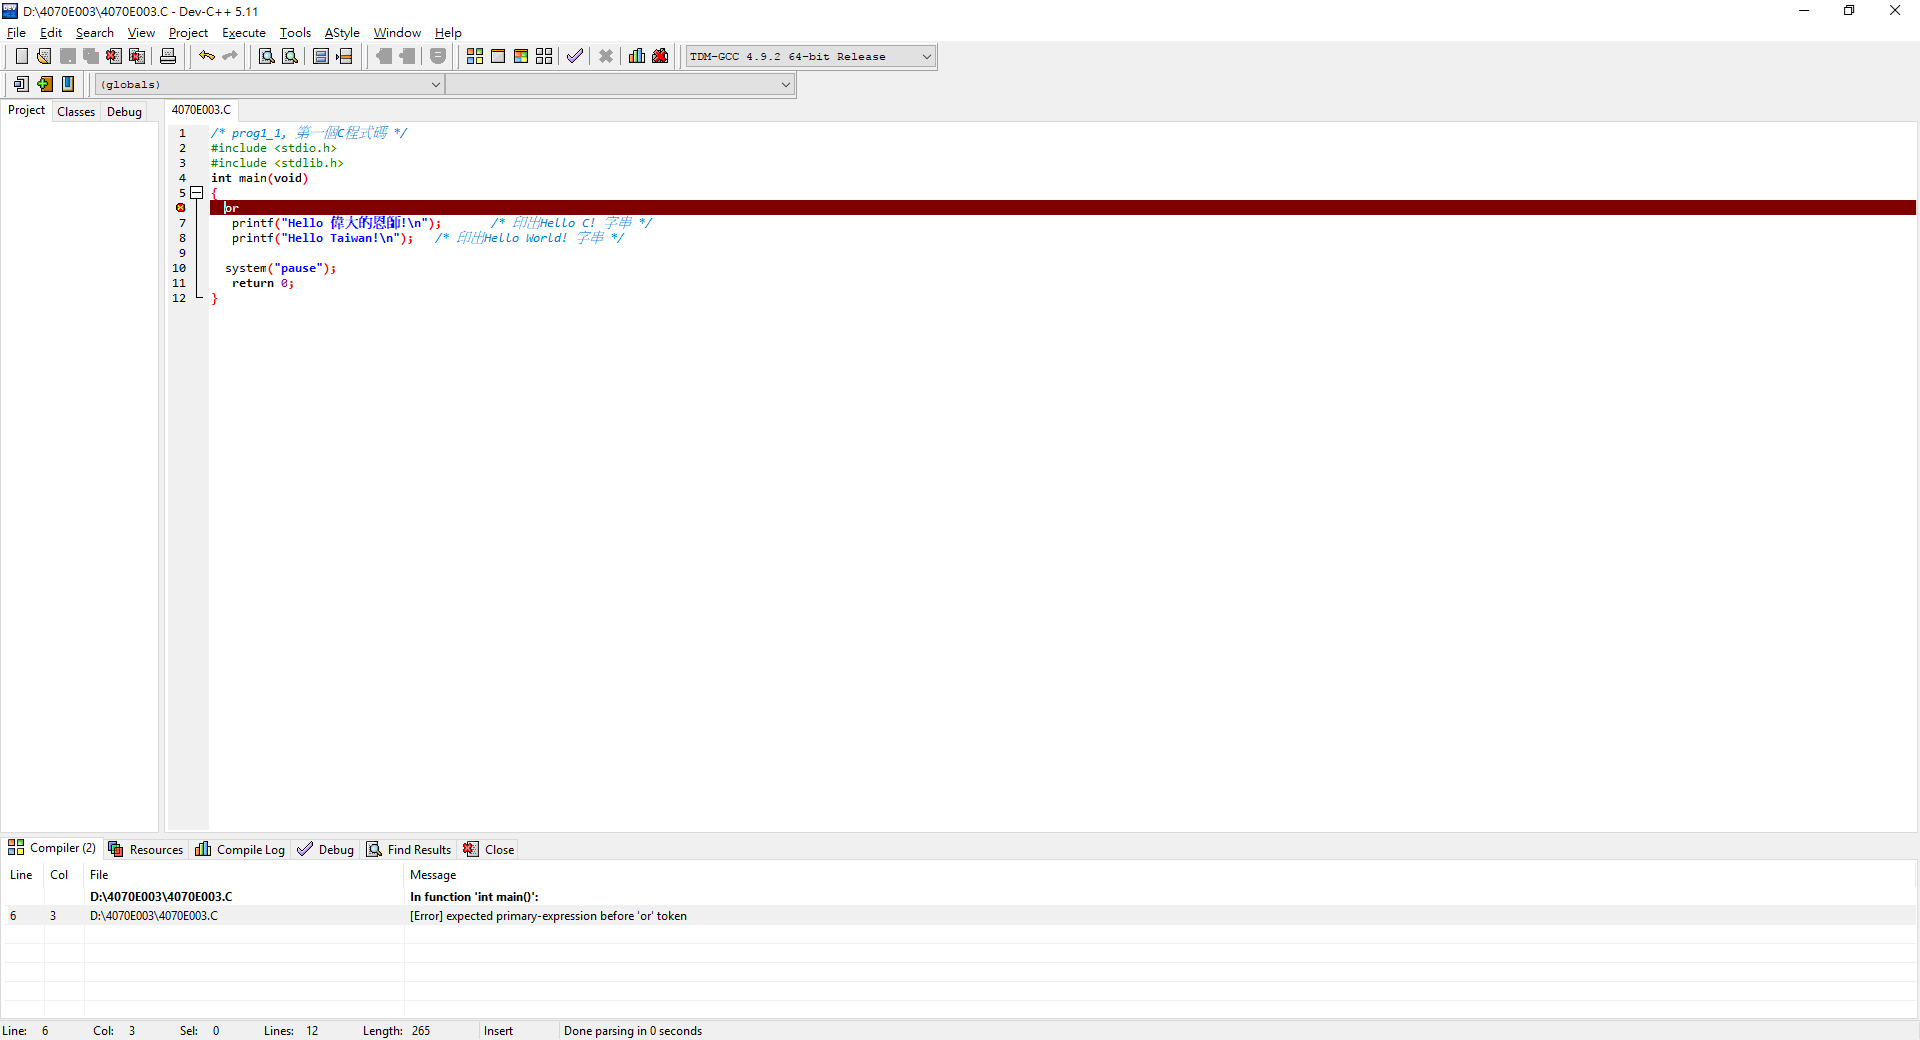 D:\4070E003\4070E003.C - Dev-C++ 5.11
File Edit Search View Project Execute Tools AStyle Window Help
TDM-GCC 4.9.2 64-bit Release
(globals)
Project Classes Debug 4070E003.C
1 /* prog1_1, 第一個C程式碼 */
2 #include <stdio.h>
3 #include <stdlib.h>
4 int main(void)
5 {
or
7 printf("Hello 偉大的恩師!\n"); /* 印出Hello C! 字串 */
8 printf("Hello Taiwan!\n"); /* 印出Hello World! 字串 */
9
10 system("pause");
11 return 0;
12 }
Compiler (2) Resources Compile Log Debug Find Results Close
Line Col File Message
D:\4070E003\4070E003.C In function 'int main()':
6 3 D:\4070E003\4070E003.C [Error] expected primary-expression before 'or' token
Line: 6 Col: 3 Sel: 0 Lines: 12 Length: 265 Insert Done parsing in 0 seconds